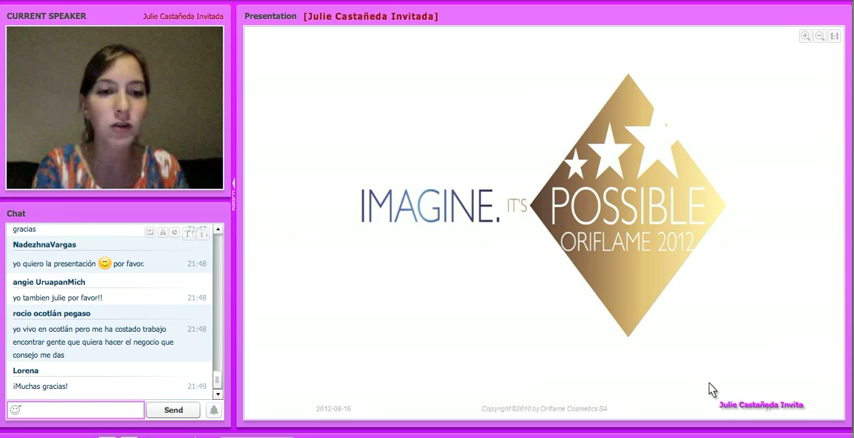 CURRENT SPEAKER
Julie Castañeda Invitada
Presentation [Julie Castañeda Invitada]
1:1
IMAGINE. IT'S POSSIBLE
ORIFLAME 2012
Chat
gracias
NadezhnaVargas
yo quiero la presentación por favor. 21:48
angie UruapanMich
yo tambien julie por favor!! 21:48
rocio ocotlán pegaso
yo vivo en ocotlán pero me ha costado trabajo 21:48
encontrar gente que quiera hacer el negocio que
consejo me das
Lorena
¡Muchas gracias! 21:49
Send
Copyright ©2010 by Oriflame Cosmetics SA
Julie Castañeda Invita